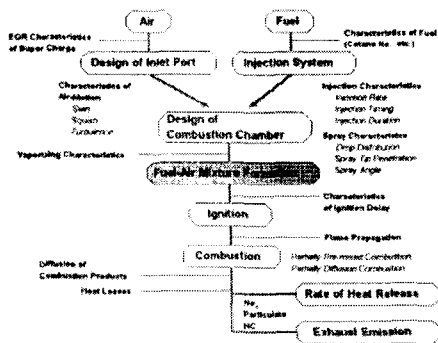 Air
Fuel
EGR Characteristics
of Super Charge
Characteristics of Fuel
(Cetane No. etc.)
Design of Inlet Port
Injection System
Characteristics of
Air Motion
Swirl
Squish
Turbulence
Injection Characteristics
Injection Rate
Injection Timing
Injection Duration
Design of
Combustion Chamber
Spray Characteristics
Drop Distribution
Spray Tip Penetration
Spray Angle
Vaporizing Characteristics
Fuel-Air Mixture Formation
Characteristics
of Ignition Delay
Ignition
Flame Propagation
Combustion
Partially Pre-mixed Combustion
Partially Diffusion Combustion
Diffusion of
Combustion Products
Heat Losses
Rate of Heat Release
Particulate
HC
Exhaust Emission